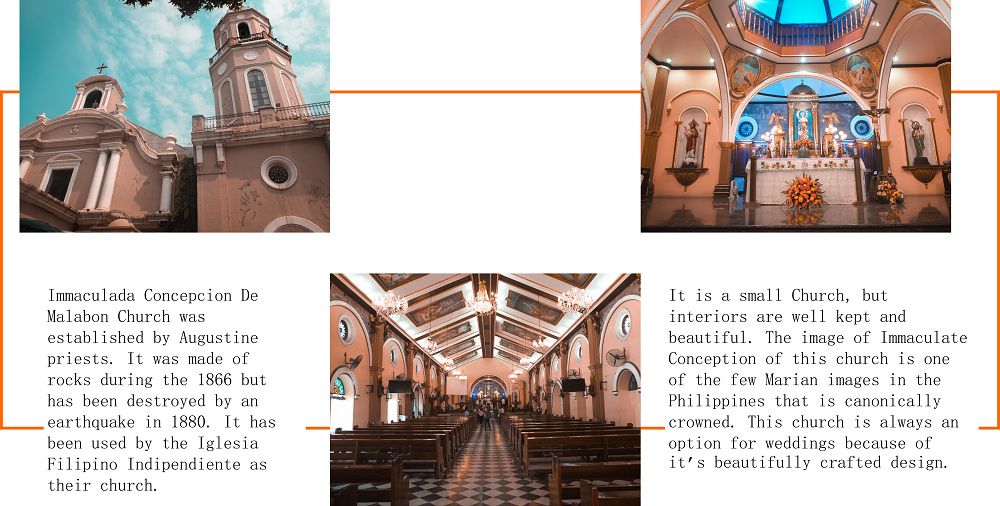 Immaculada Concepcion De
Malabon Church was
established by Augustine
priests. It was made of
rocks during the 1866 but
has been destroyed by an
earthquake in 1880. It has
been used by the Iglesia
Filipino Indipendiente as
their church.
It is a small Church, but
interiors are well kept and
beautiful. The image of Immaculate
Conception of this church is one
of the few Marian images in the
Philippines that is canonically
crowned. This church is always an
option for weddings because of
it's beautifully crafted design.